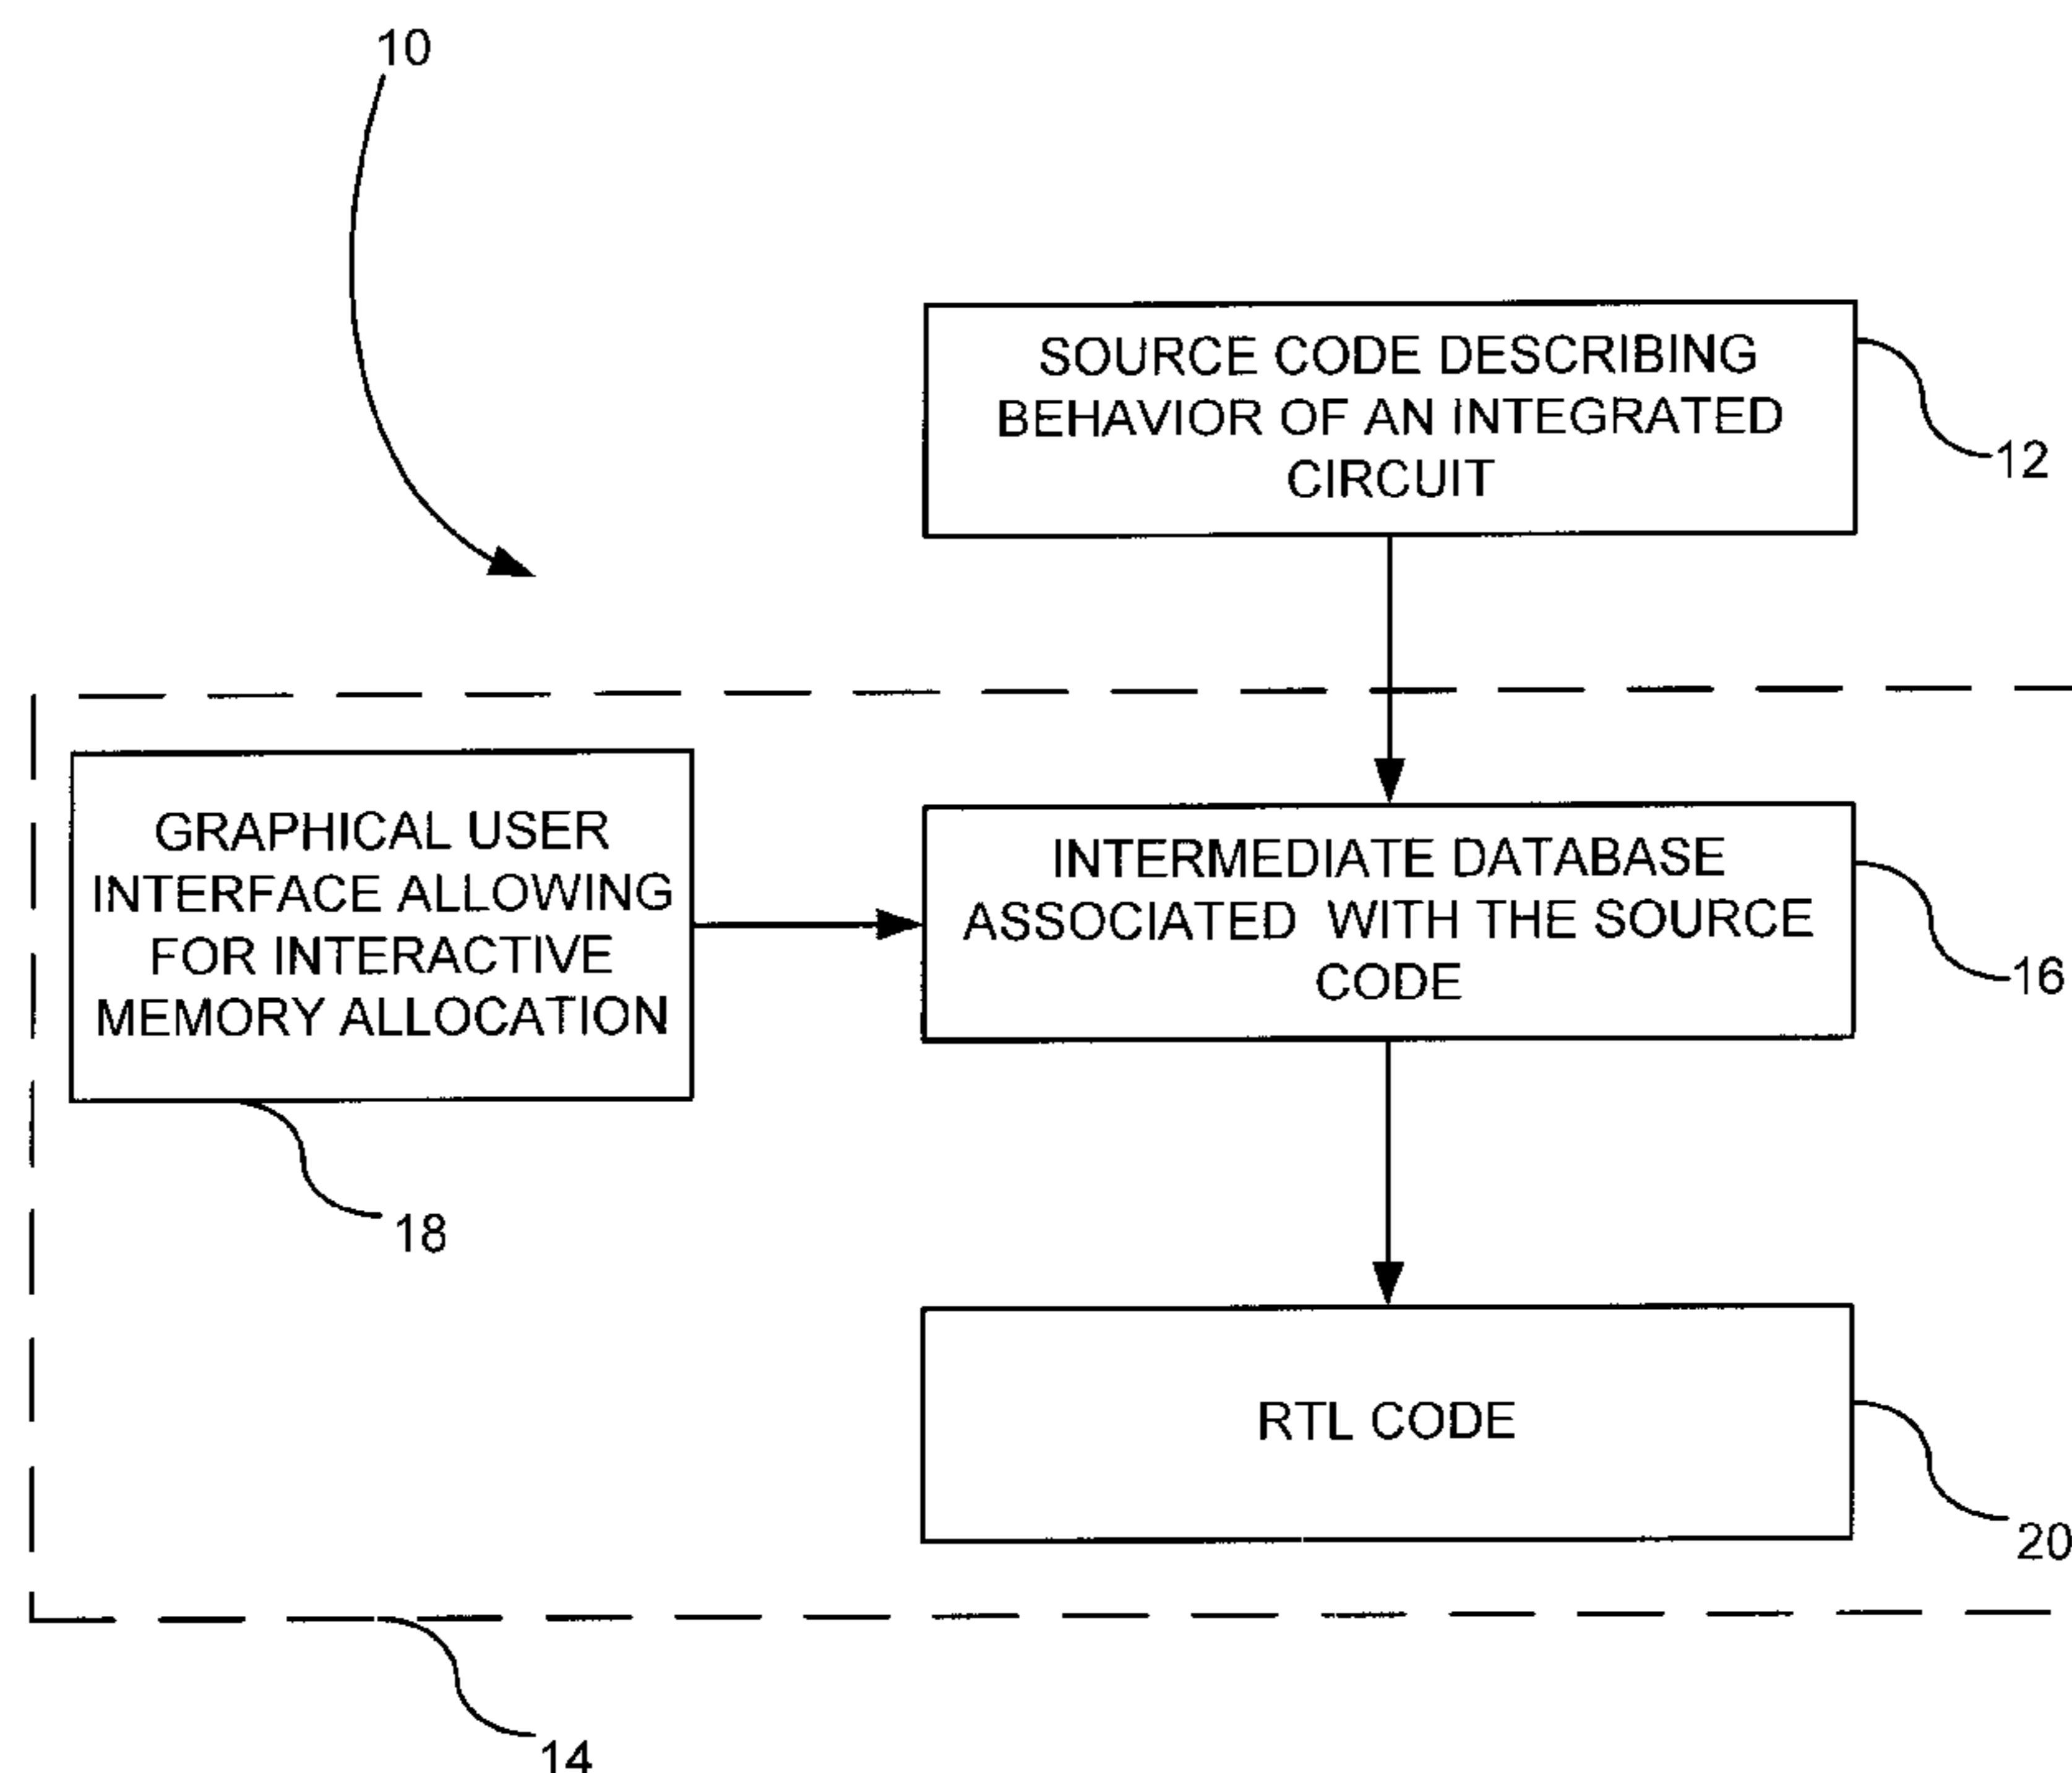 10
SOURCE CODE DESCRIBING
BEHAVIOR OF AN INTEGRATED
CIRCUIT
12
GRAPHICAL USER
INTERFACE ALLOWING
FOR INTERACTIVE
MEMORY ALLOCATION
18
INTERMEDIATE DATABASE
ASSOCIATED WITH THE SOURCE
CODE
16
RTL CODE
20
14